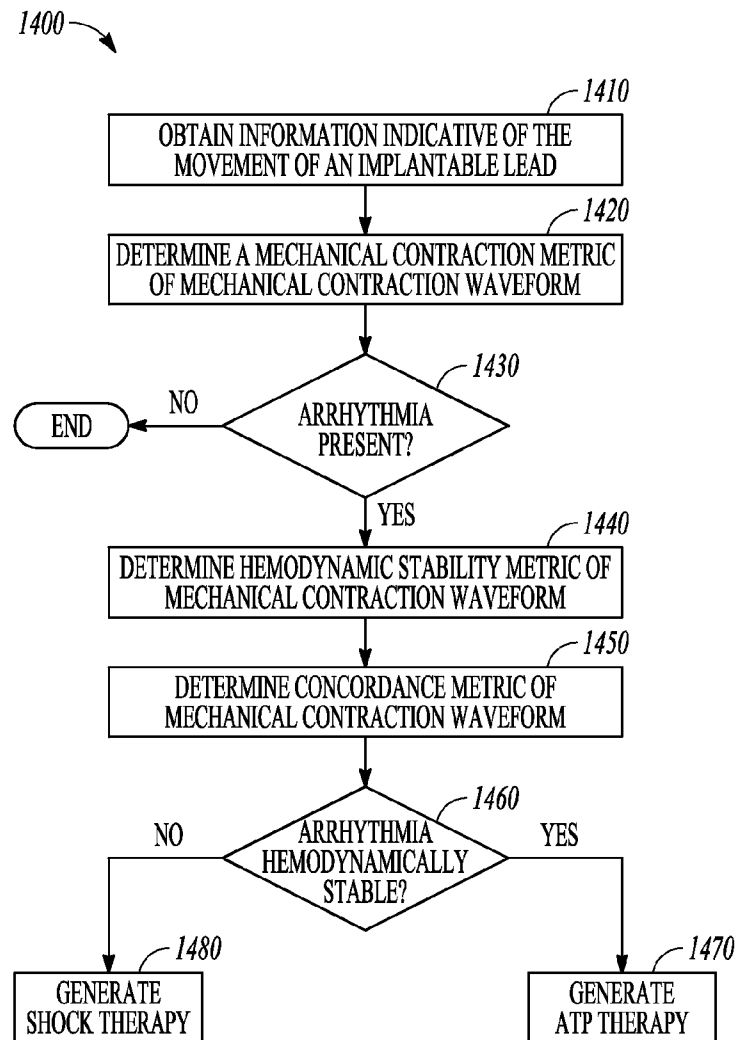 1400
1410
OBTAIN INFORMATION INDICATIVE OF THE
MOVEMENT OF AN IMPLANTABLE LEAD
1420
DETERMINE A MECHANICAL CONTRACTION METRIC
OF MECHANICAL CONTRACTION WAVEFORM
1430
ARRHYTHMIA
PRESENT?
NO
END
YES
1440
DETERMINE HEMODYNAMIC STABILITY METRIC OF
MECHANICAL CONTRACTION WAVEFORM
1450
DETERMINE CONCORDANCE METRIC OF
MECHANICAL CONTRACTION WAVEFORM
1460
ARRHYTHMIA
HEMODYNAMICALLY
STABLE?
NO
YES
1480
GENERATE
SHOCK THERAPY
1470
GENERATE
ATP THERAPY